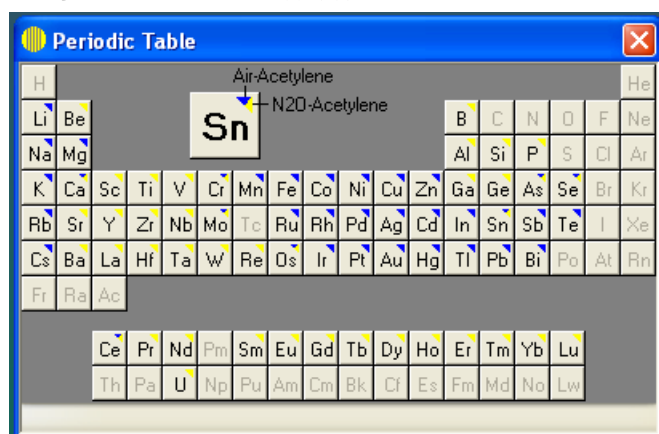 Periodic Table
Air-Acetylene
H He
N20-Acetylene
Sn
Li Be B C N O F Ne
Na Mg Al Si P S Cl Ar
K Ca Sc Ti V Cr Mn Fe Co Ni Cu Zn Ga Ge As Se Br Kr
Rb Sr Y Zr Nb Mo Tc Ru Rh Pd Ag Cd In Sn Sb Te I Xe
Cs Ba La Hf Ta W Re Os Ir Pt Au Hg Tl Pb Bi Po At Rn
Fr Ra Ac
Ce Pr Nd Pm Sm Eu Gd Tb Dy Ho Er Tm Yb Lu
Th Pa U Np Pu Am Cm Bk Cf Es Fm Md No Lw